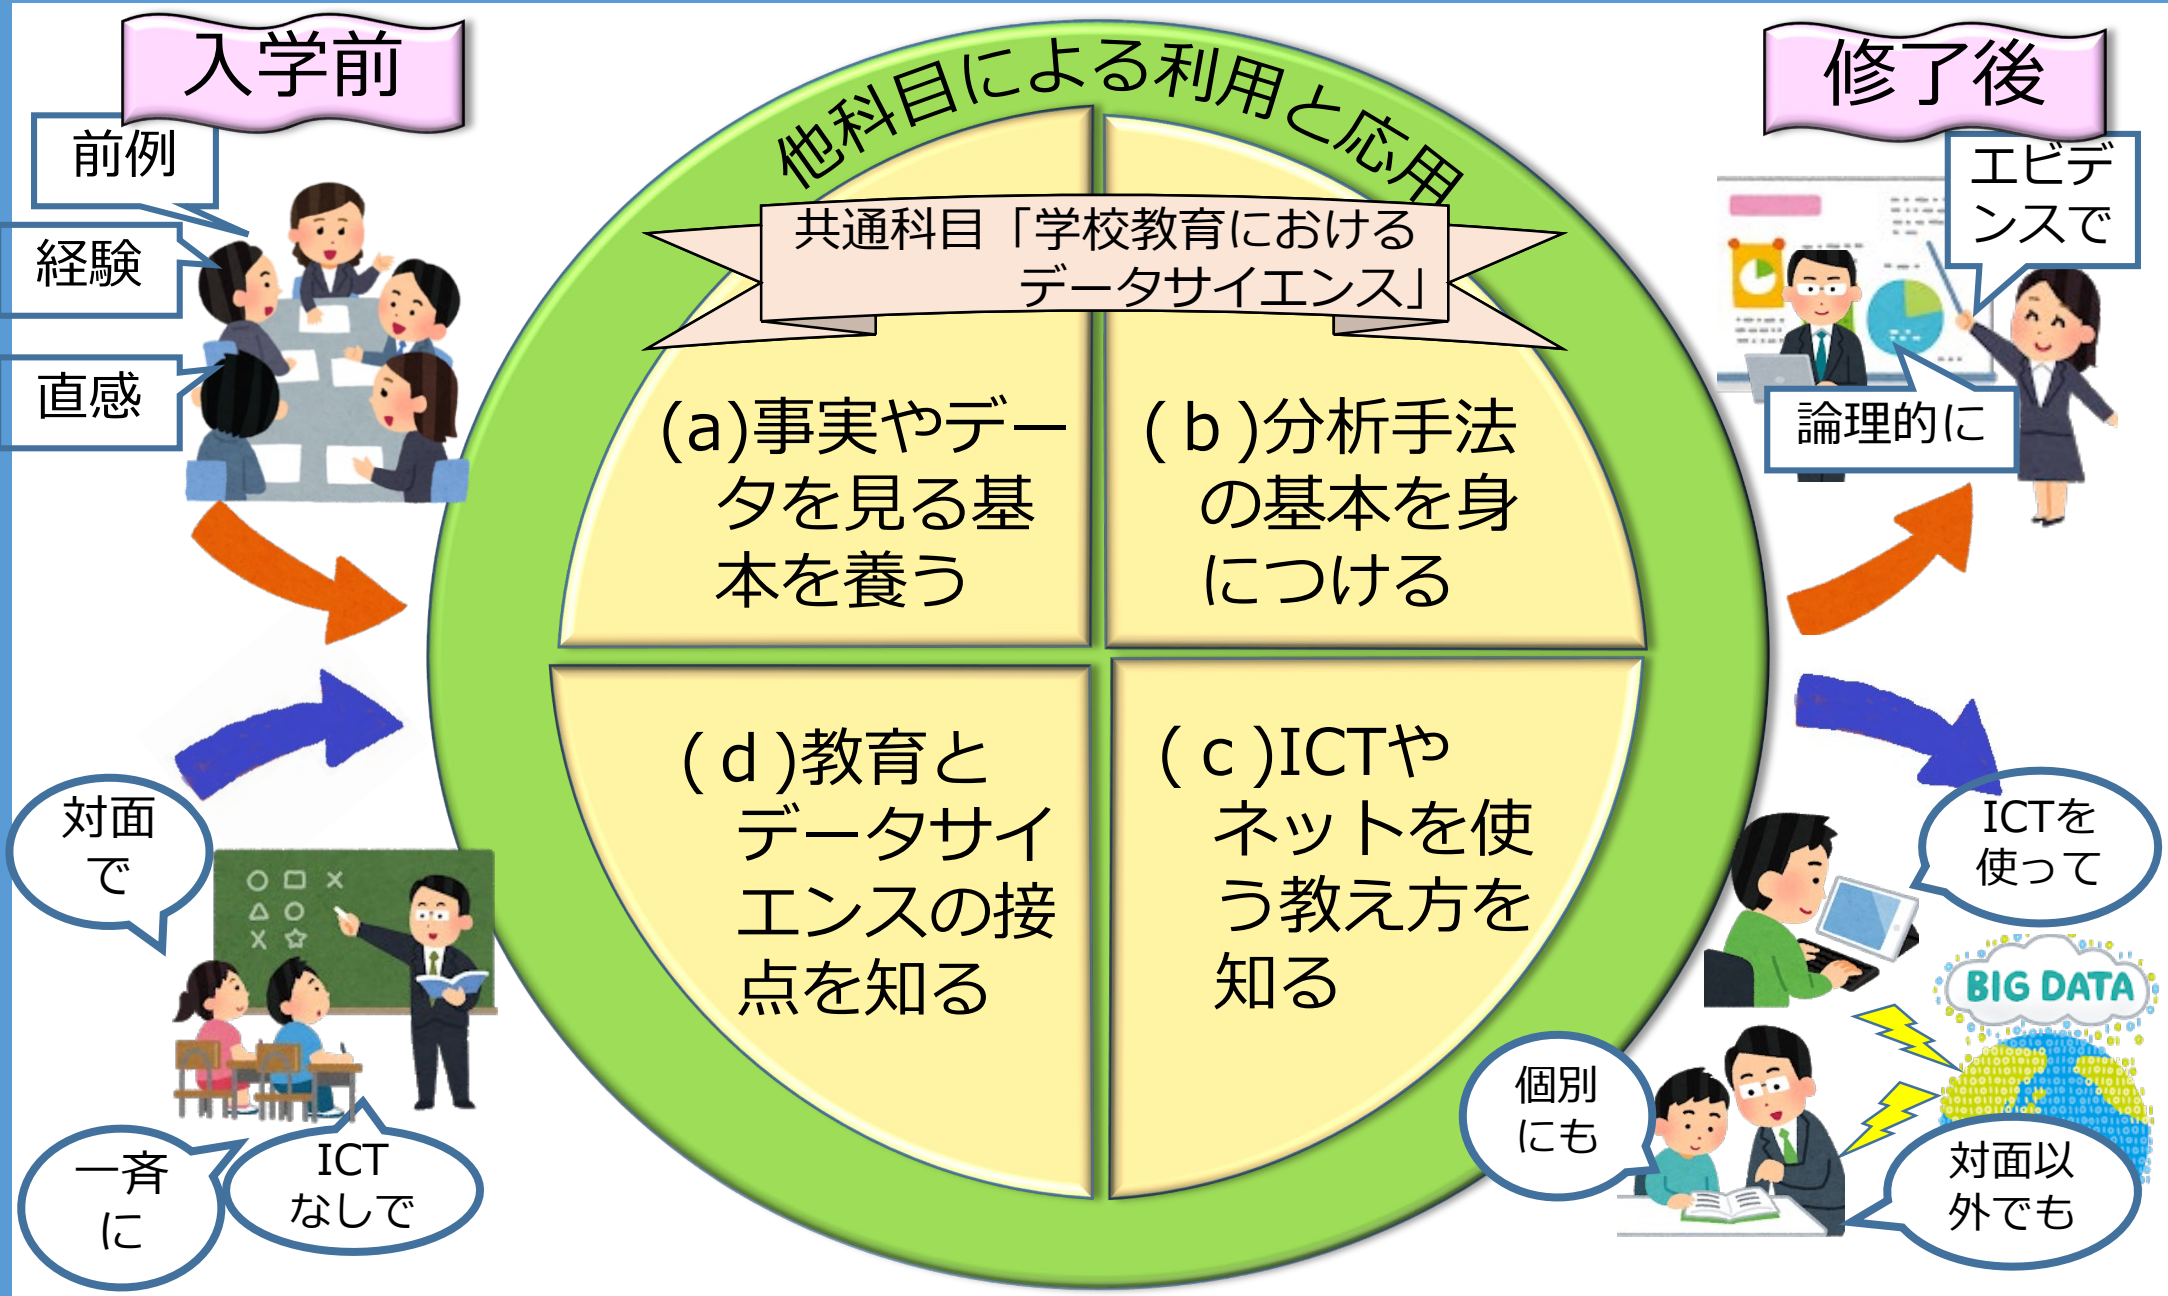 入学前
前例
経験
直感
対面
で
一斉
に
ICT
なしで
他科目による利用と応用
共通科目「学校教育における
データサイエンス」
(a)事実やデー
タを見る基
本を養う
(ｂ)分析手法
の基本を身
につける
(ｄ)教育と
データサイ
エンスの接
点を知る
(ｃ)ICTや
ネットを使
う教え方を
知る
修了後
エビデ
ンスで
論理的に
ICTを
使って
BIG DATA
個別
にも
対面以
外でも